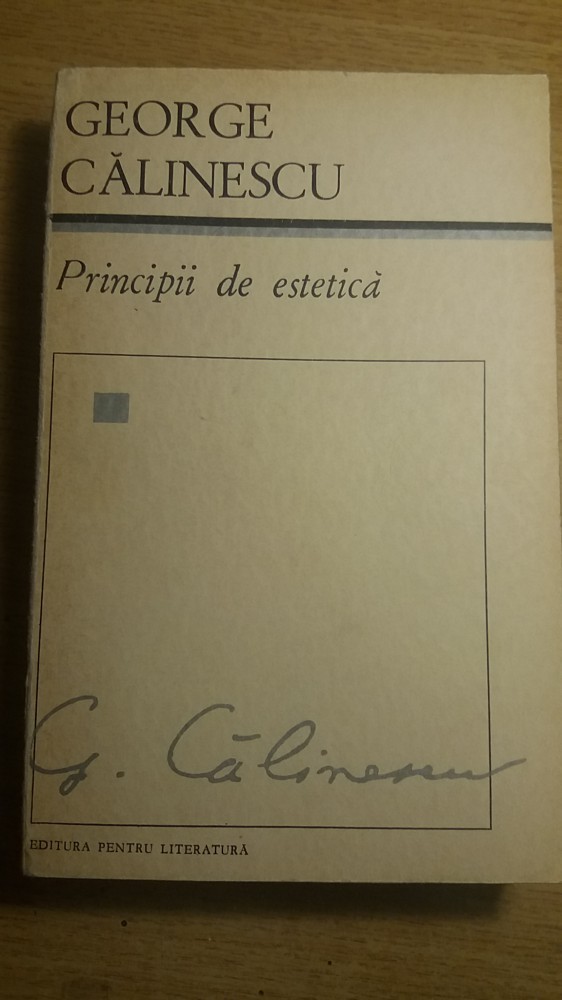 GEORGE
CĂLINESCU
Principii de estetică
G. Călinescu
EDITURA PENTRU LITERATURĂ